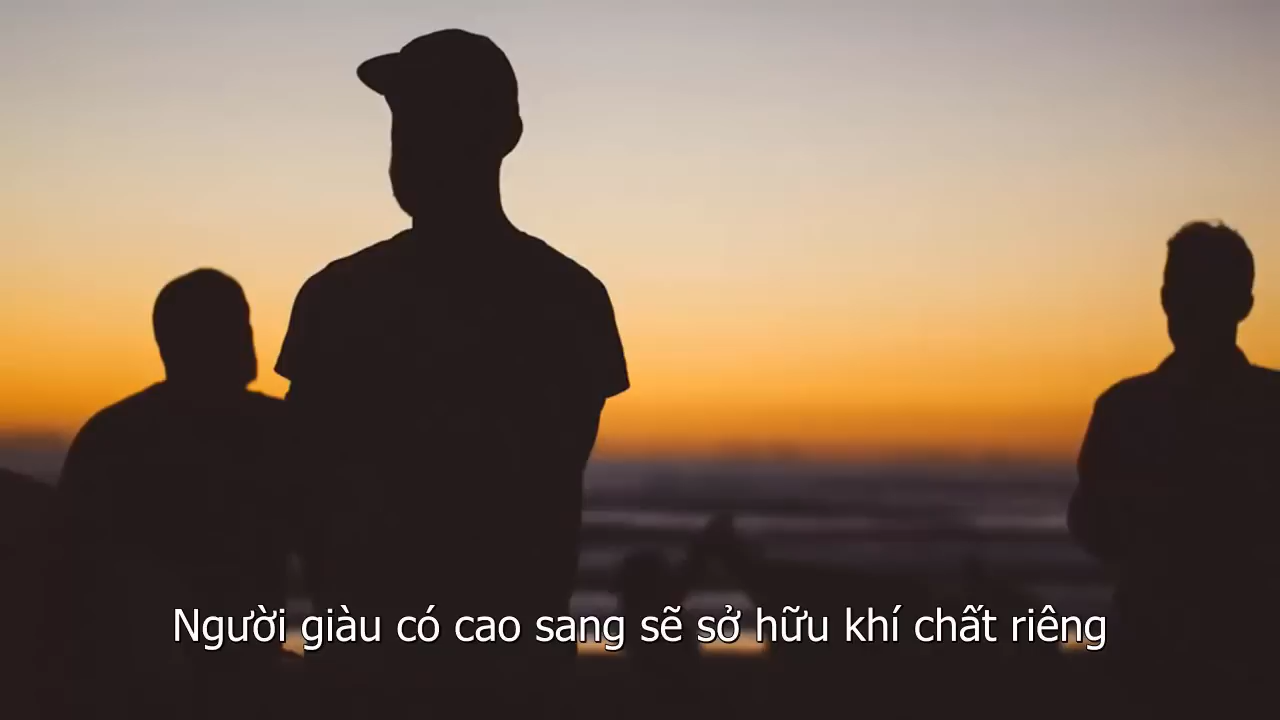 Người giàu có cao sang sẽ sở hữu khí chất riêng